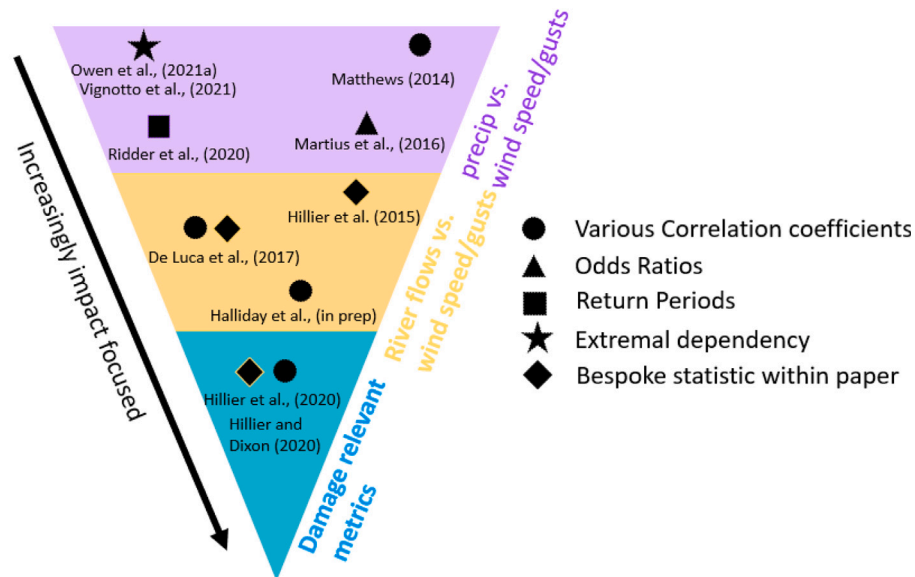 Increasingly impact focused
Owen et al., (2021a)
Vignotto et al., (2021)
Matthews (2014)
Ridder et al., (2020)
Martius et al., (2016)
precip vs.
wind speed/gusts
Hillier et al. (2015)
De Luca et al., (2017)
Halliday et al., (in prep)
River flows vs.
wind speed/gusts
Hillier et al., (2020)
Hillier and
Dixon (2020)
Damage relevant
metrics
Various Correlation coefficients
Odds Ratios
Return Periods
Extremal dependency
Bespoke statistic within paper